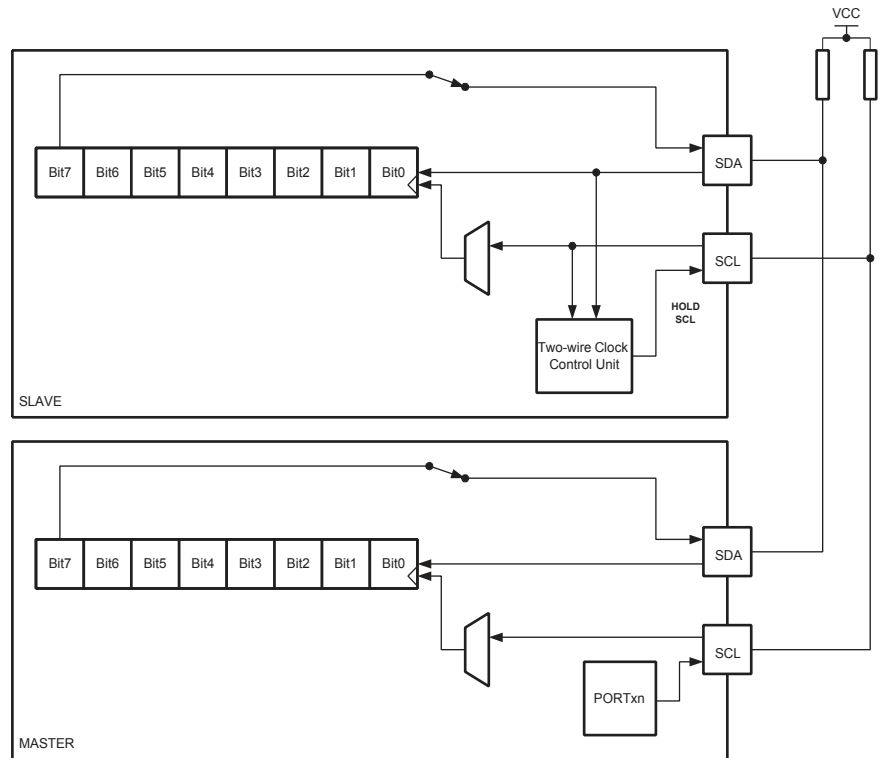 VCC
Bit7 Bit6 Bit5 Bit4 Bit3 Bit2 Bit1 Bit0
SDA
SCL
HOLD
SCL
Two-wire Clock
Control Unit
SLAVE
Bit7 Bit6 Bit5 Bit4 Bit3 Bit2 Bit1 Bit0
SDA
SCL
PORTxn
MASTER